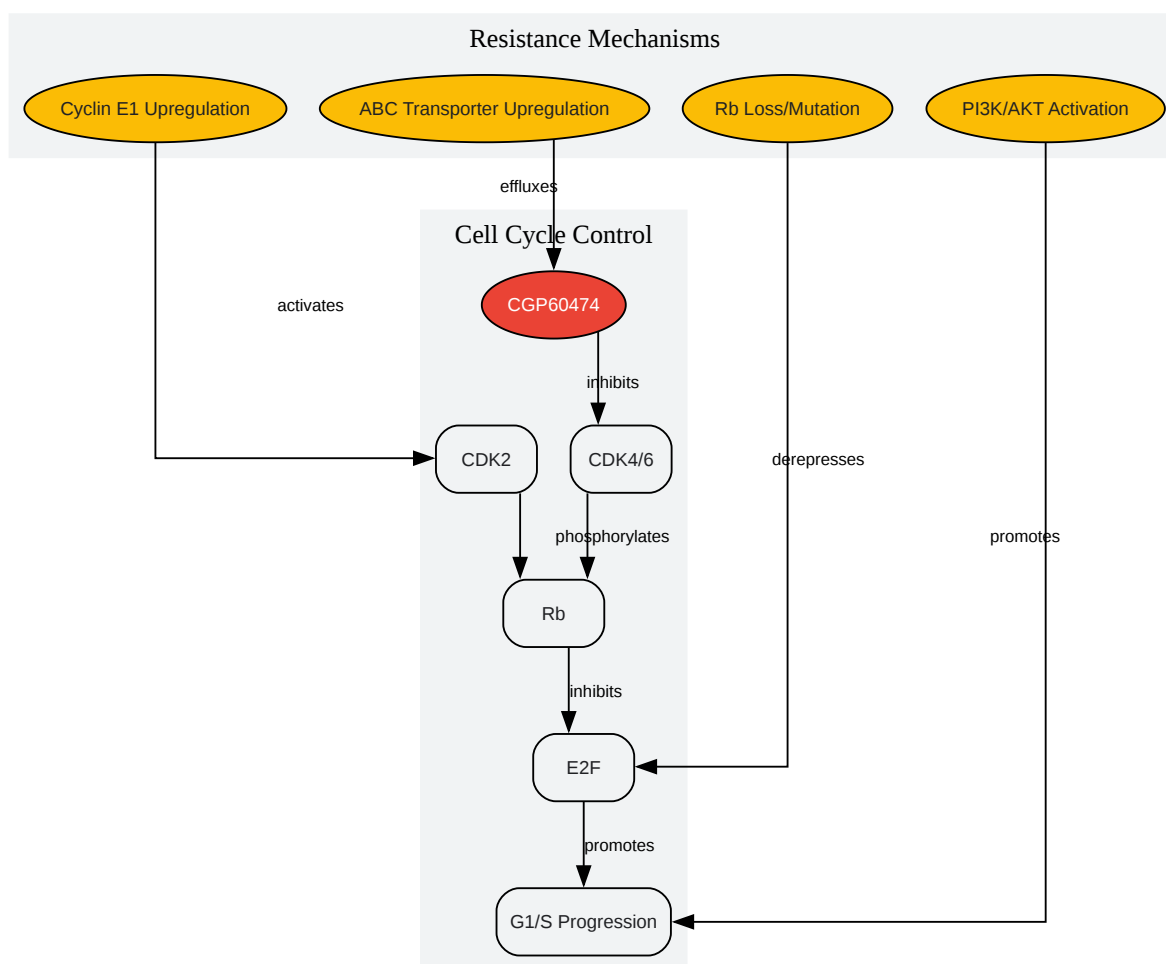 Resistance Mechanisms
Cyclin E1 Upregulation
ABC Transporter Upregulation
Rb Loss/Mutation
PI3K/AKT Activation
effluxes
Cell Cycle Control
activates
CGP60474
inhibits
CDK2
CDK4/6
derepresses
phosphorylates
promotes
Rb
inhibits
E2F
promotes
G1/S Progression